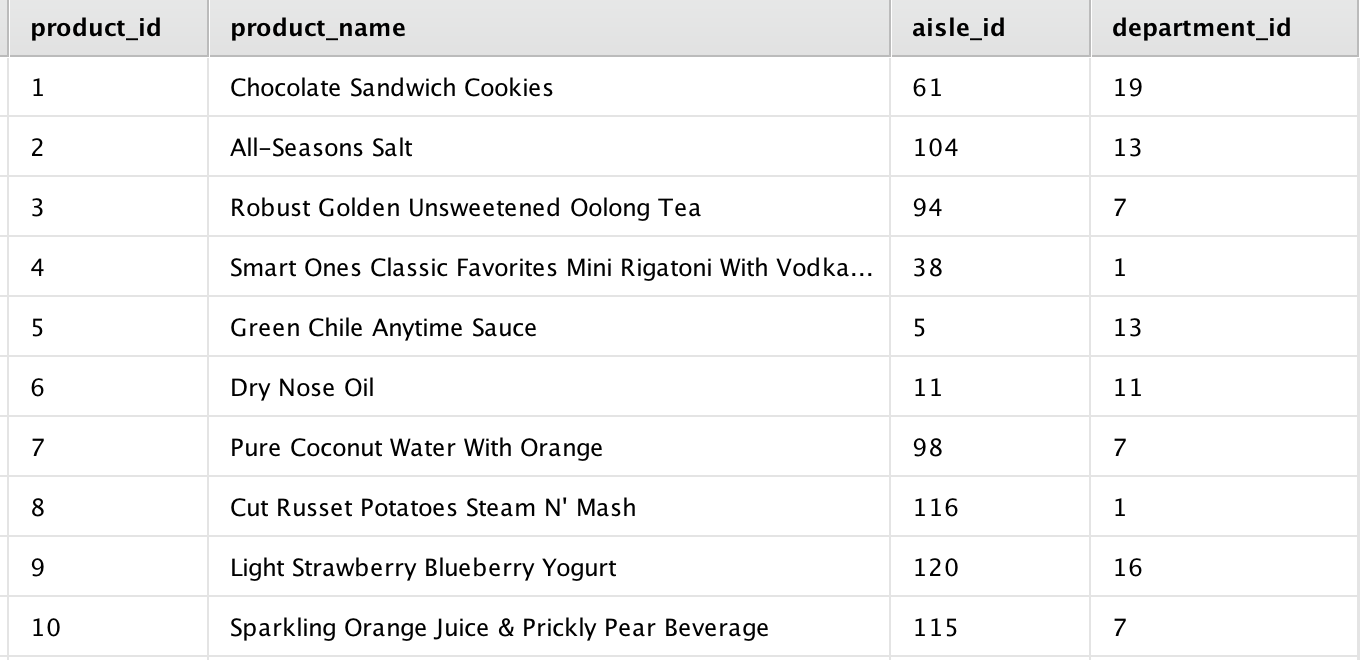 product_id product_name aisle_id department_id
1 Chocolate Sandwich Cookies 61 19
2 All-Seasons Salt 104 13
3 Robust Golden Unsweetened Oolong Tea 94 7
4 Smart Ones Classic Favorites Mini Rigatoni With Vodka... 38 1
5 Green Chile Anytime Sauce 5 13
6 Dry Nose Oil 11 11
7 Pure Coconut Water With Orange 98 7
8 Cut Russet Potatoes Steam N' Mash 116 1
9 Light Strawberry Blueberry Yogurt 120 16
10 Sparkling Orange Juice & Prickly Pear Beverage 115 7